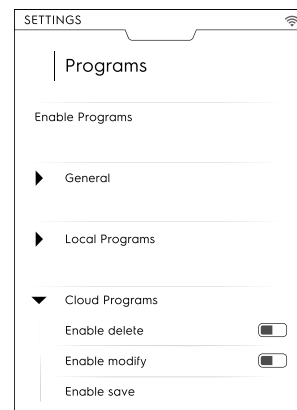 SETTINGS
Programs
Enable Programs
General
Local Programs
Cloud Programs
Enable delete
Enable modify
Enable save